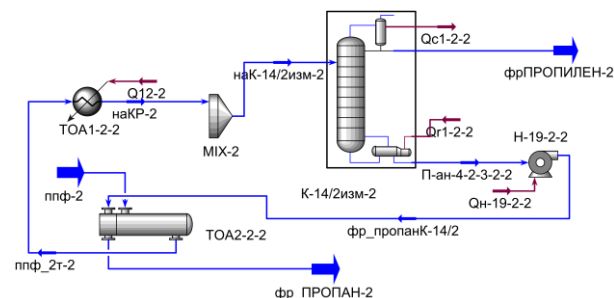 Qc1-2-2
наК-14/2изм-2
фрПРОПИЛЕН-2
Q12-2
наКР-2
ТОА1-2-2
MIX-2
Qr1-2-2
Н-19-2-2
П-ан-4-2-3-2-2
ппф-2
К-14/2изм-2
Qн-19-2-2
ТОА2-2-2
фр_пропанК-14/2
ппф_2т-2
фр_ПРОПАН-2